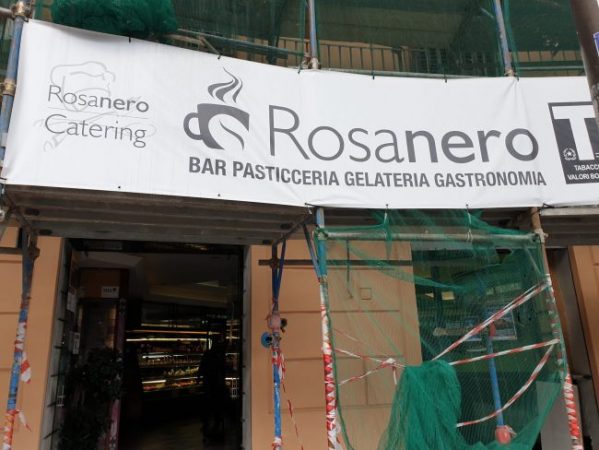 Rosanero
Catering
Rosanero
BAR PASTICCERIA GELATERIA GASTRONOMIA
T